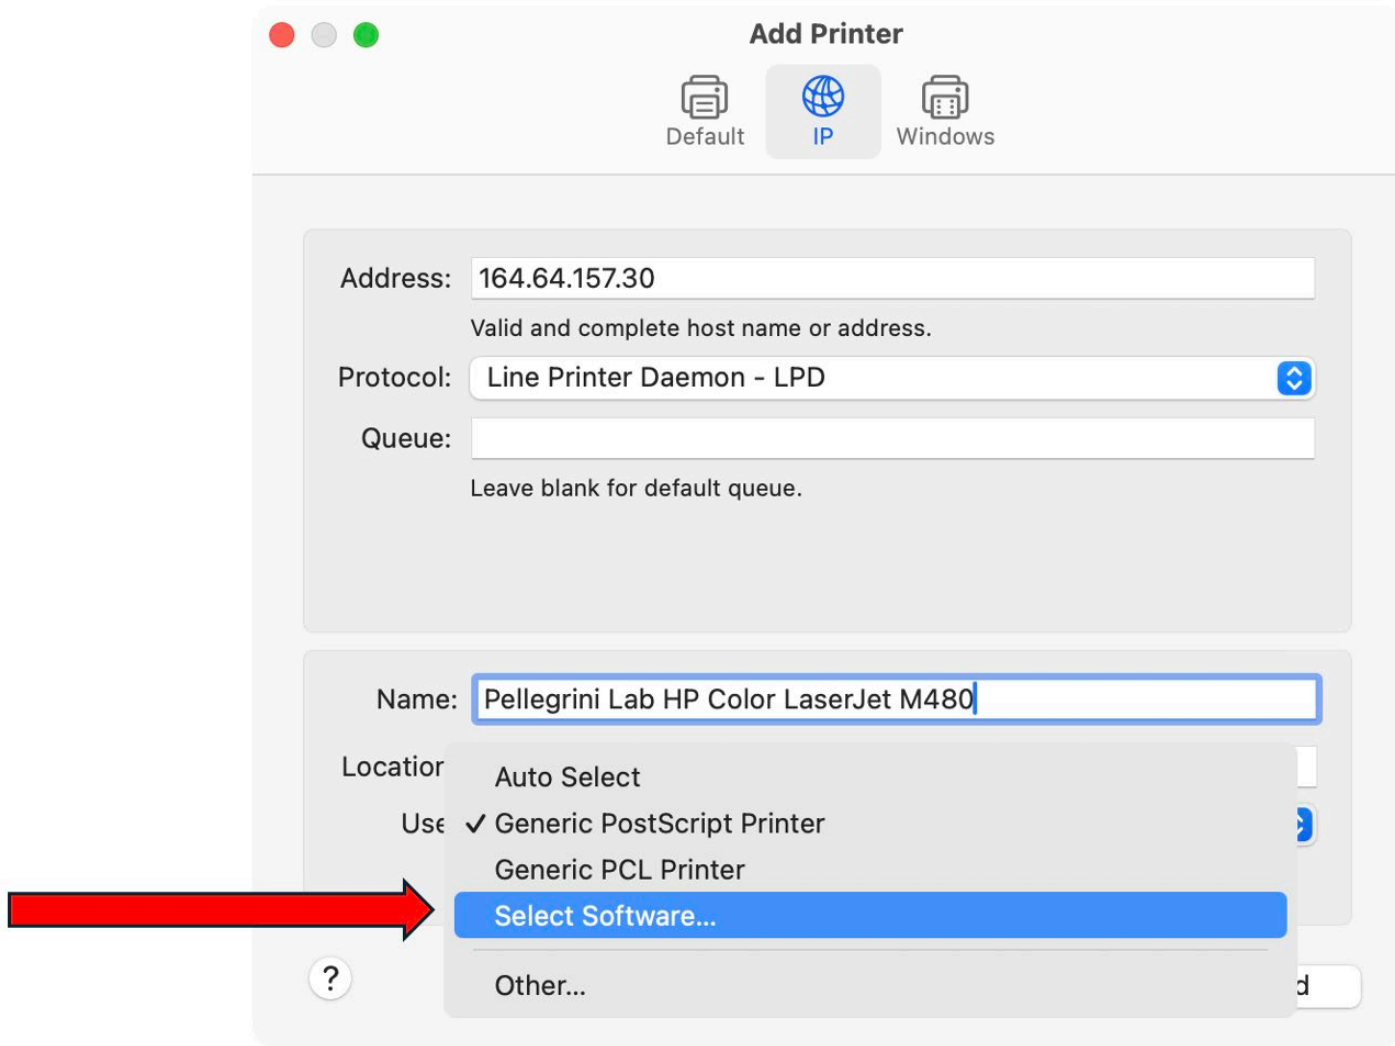 Add Printer
Default
IP
Windows
Address: 164.64.157.30
Valid and complete host name or address.
Protocol: Line Printer Daemon - LPD
Queue:
Leave blank for default queue.
Name: Pellegrini Lab HP Color LaserJet M480
Location
Auto Select
Use ✓ Generic PostScript Printer
Generic PCL Printer
Select Software...
? Other... d